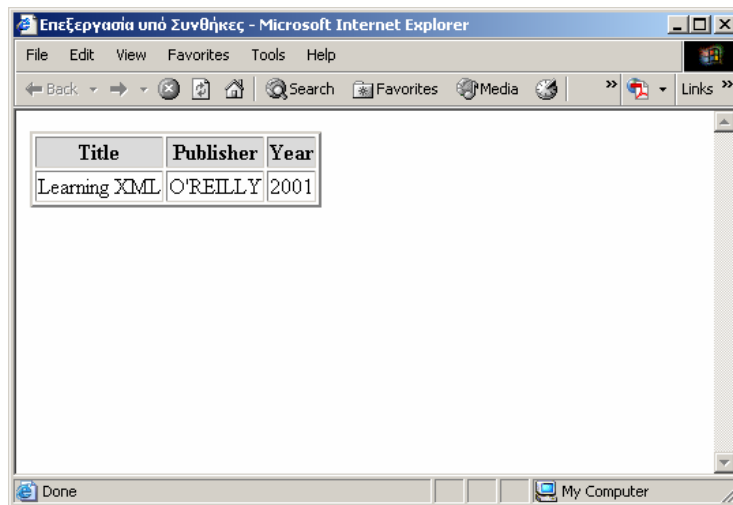 Επεξεργασία υπό Συνθήκες - Microsoft Internet Explorer
File Edit View Favorites Tools Help
Back Search Favorites Media » Links »
Title Publisher Year
Learning XML O'REILLY 2001
Done My Computer